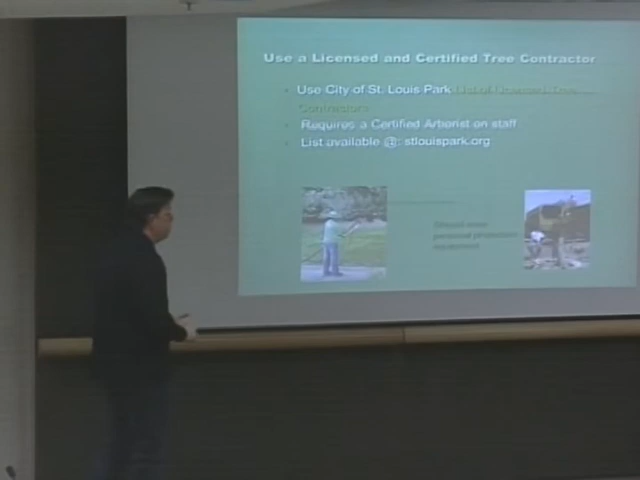 Use a Licensed and Certified Tree Contractor
Use City of St. Louis Park List of Licensed Tree
Contractors
Requires a Certified Arborist on staff
List available @: stlouispark.org
personal protection
equipment